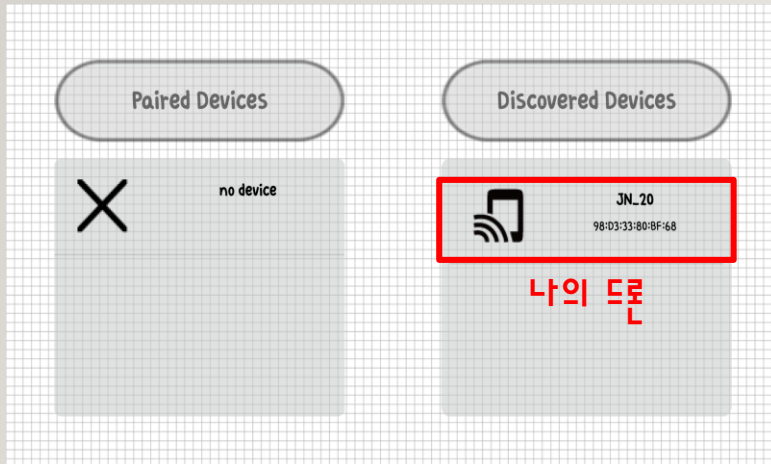 Paired Devices
Discovered Devices
no device
JN_20
98:D3:33:80:BF:68
나의 드론